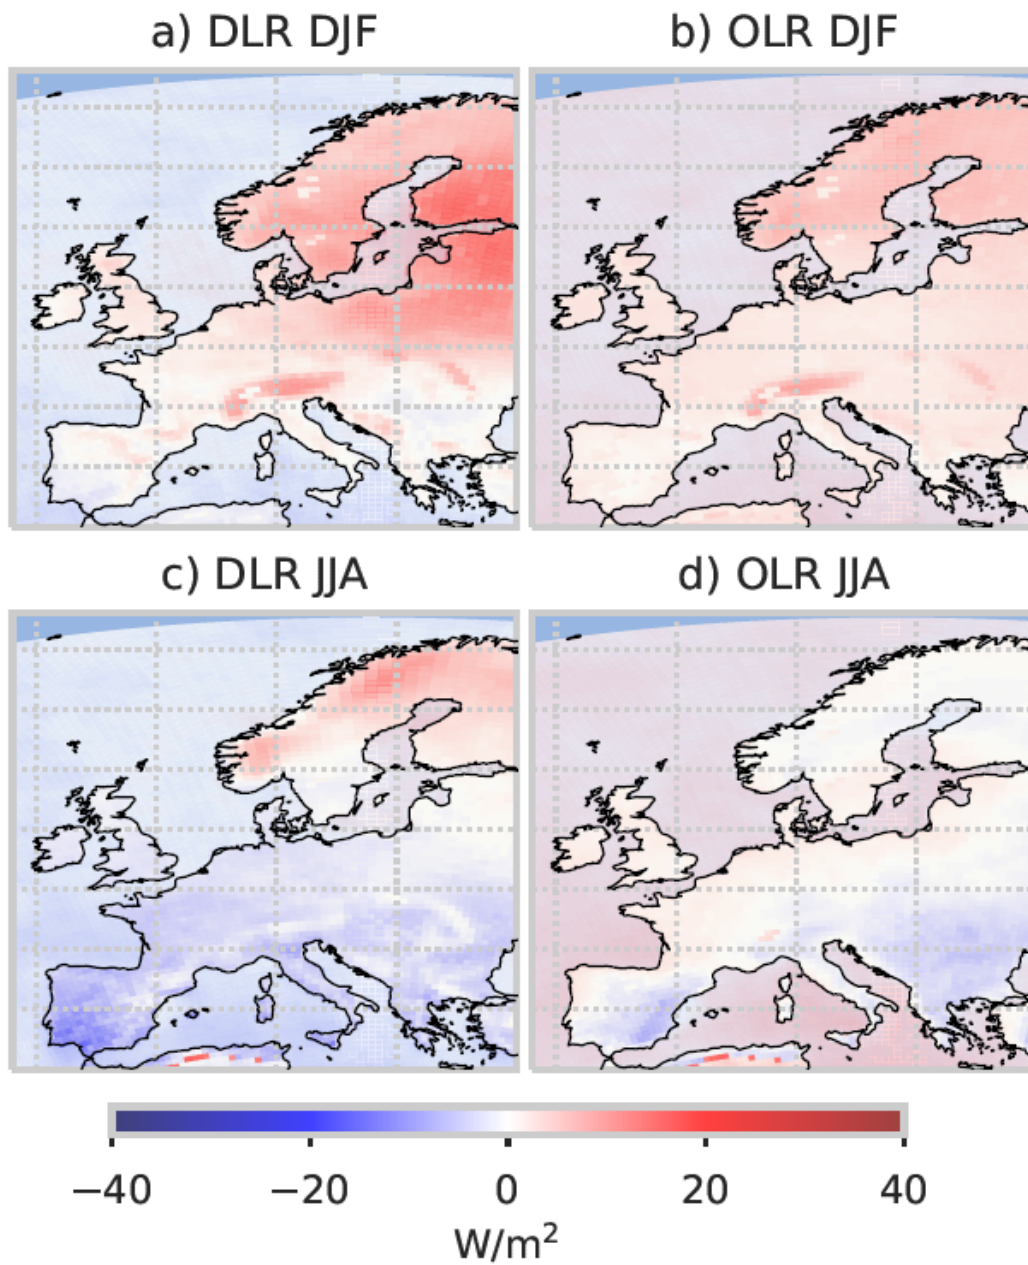 a) DLR DJF
b) OLR DJF
c) DLR JJA
d) OLR JJA
−40 −20 0 20 40
W/m²